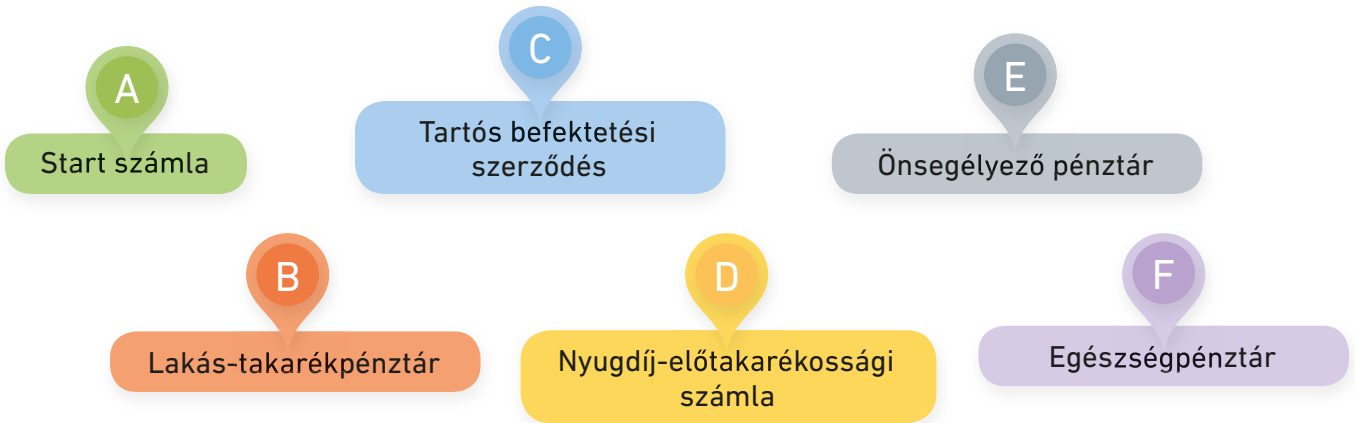 A
Start számla
C
Tartós befektetési
szerződés
E
Önsegélyező pénztár
B
Lakás-takarékpénztár
D
Nyugdíj-előtakarékossági
számla
F
Egészségpénztár